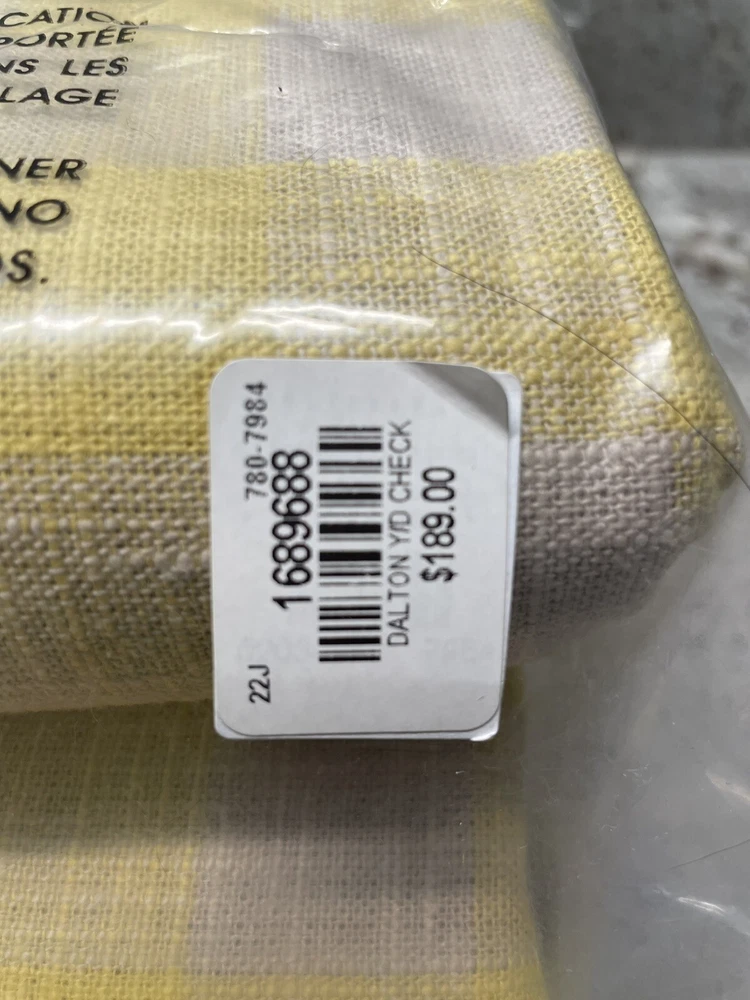 CATION
PORTÉE
NS LES
LAGE
NER
NO
OS.
780-7984
1689688
DALTON Y/D CHECK
$189.00
22J